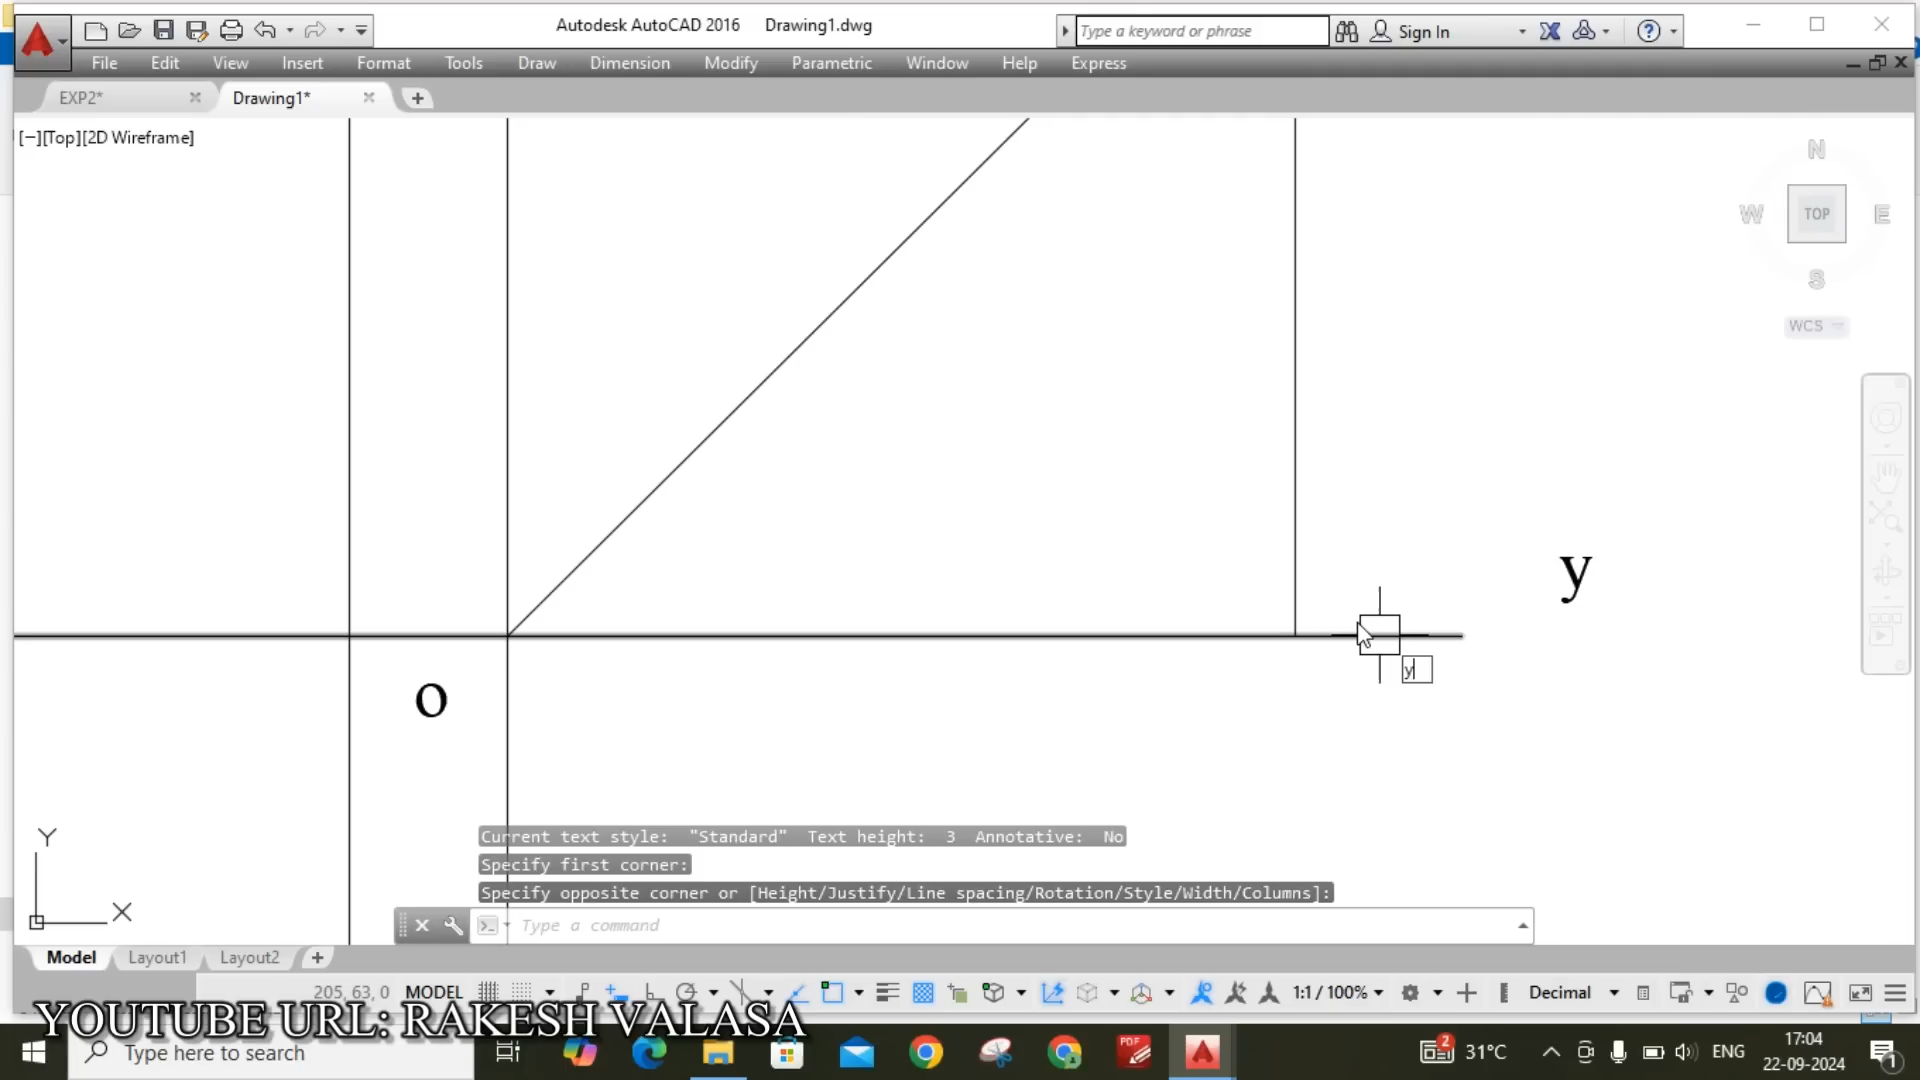 Autodesk AutoCAD 2016 Drawing1.dwg
Type a keyword or phrase
Sign In
File Edit View Insert Format Tools Draw Dimension Modify Parametric Window Help Express
EXP2*
Drawing1*
[−][Top][2D Wireframe]
N
W TOP E
S
WCS
y
y
o
Y
X
Current text style: "Standard" Text height: 3 Annotative: No
Specify first corner:
Specify opposite corner or [Height/Justify/Line spacing/Rotation/Style/Width/Columns]:
Type a command
Model Layout1 Layout2
205, 63, 0 MODEL 1:1 / 100% Decimal
YOUTUBE URL: RAKESH VALASA
Type here to search
PDF
2
31°C
ENG
17:04
22-09-2024
1